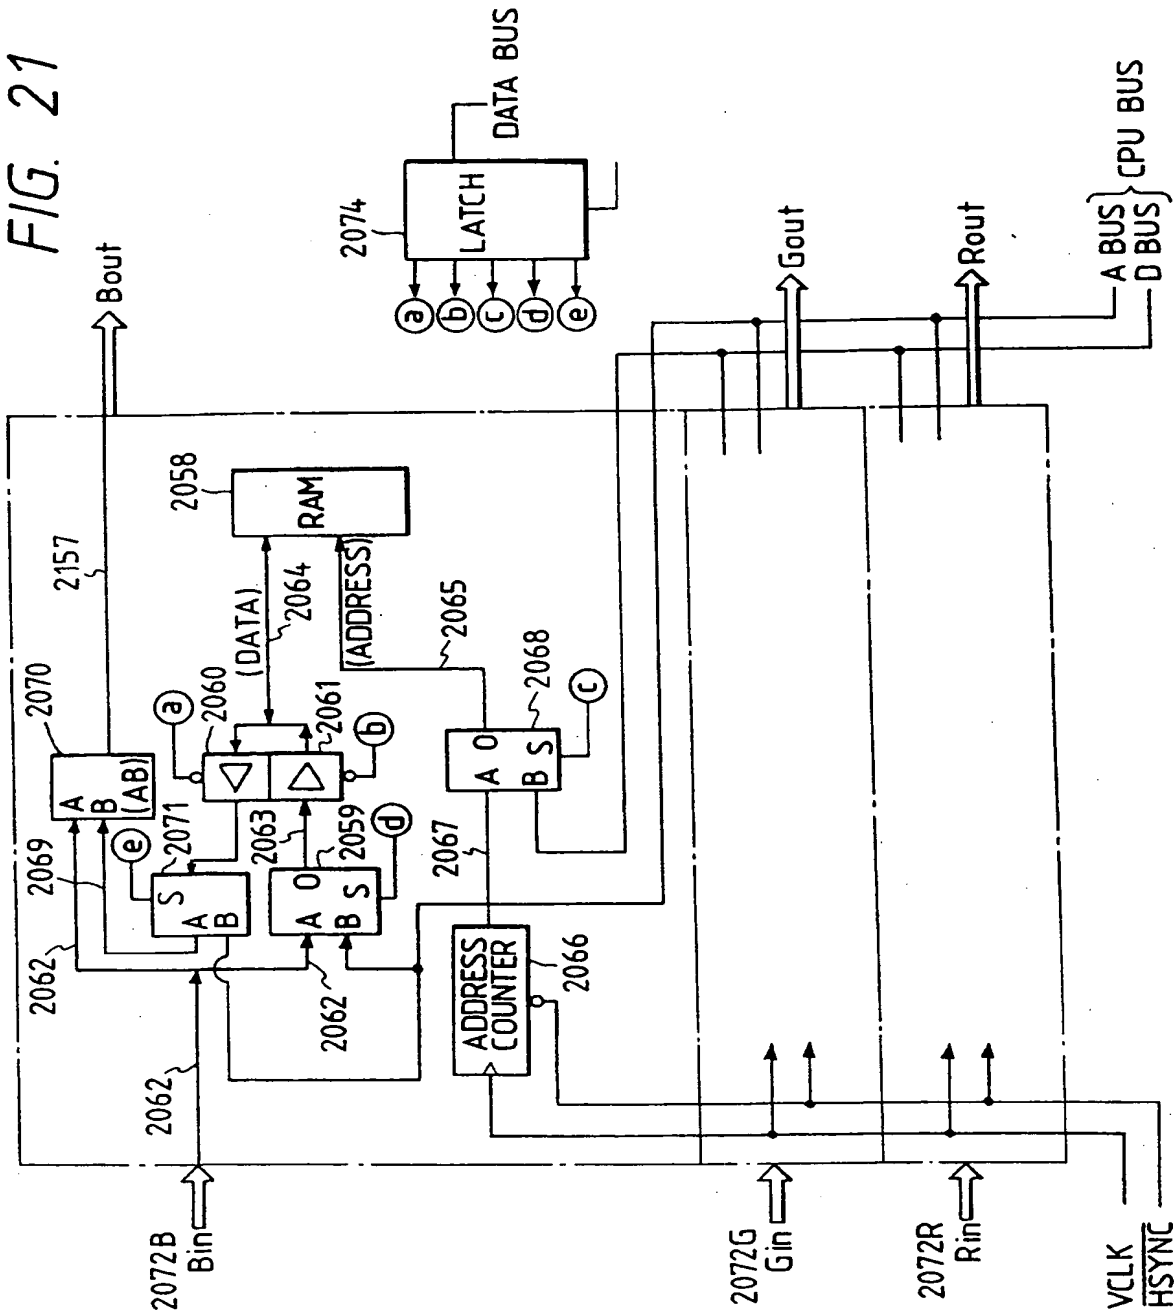 FIG. 21
2072B
Bin
2062
2062
2062
2069
2071
S
A
B
e
2070
A
B
(AB)
2157
Bout
a
2060
2061
b
2063
2059
A
B
O
S
d
(DATA)
2064
2058
RAM
(ADDRESS)
2065
2068
A
B
O
S
c
2067
ADDRESS
COUNTER
2066
2074
LATCH
DATA BUS
a
b
c
d
e
2072G
Gin
Gout
2072R
Rin
Rout
A BUS
D BUS
CPU BUS
VCLK
HSYNC